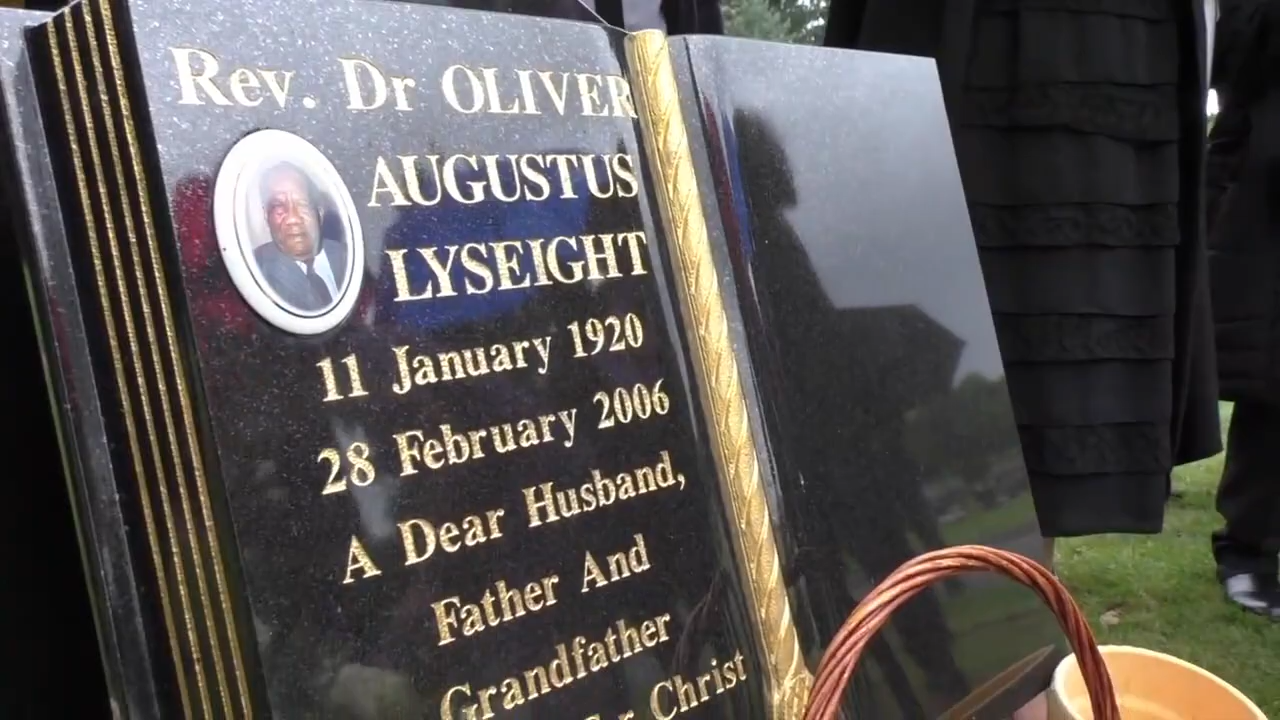 Rev. Dr OLIVER
AUGUSTUS
LYSEIGHT
11 January 1920
28 February 2006
A Dear Husband,
Father And
Grandfather
Christ